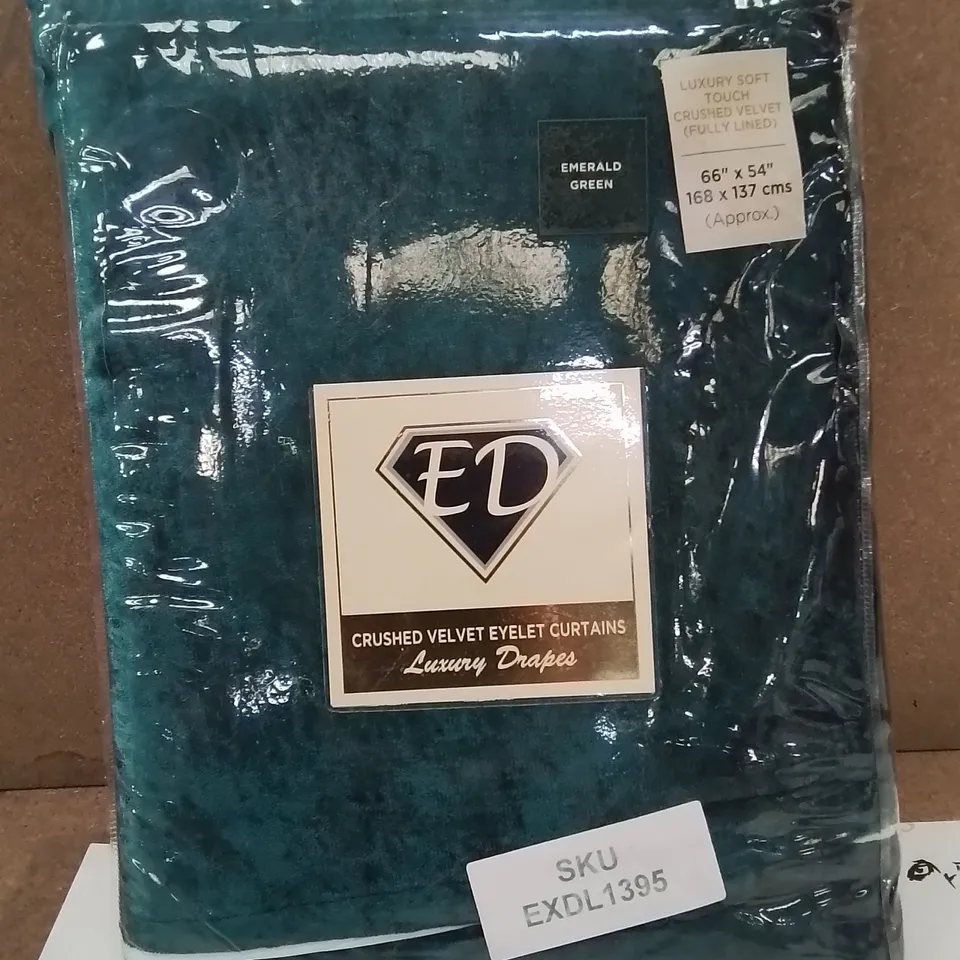 LUXURY SOFT
TOUCH
CRUSHED VELVET
(FULLY LINED)
66" x 54"
168 x 137 cms
(Approx.)
EMERALD
GREEN
ED
CRUSHED VELVET EYELET CURTAINS
Luxury Drapes
SKU
EXDL1395